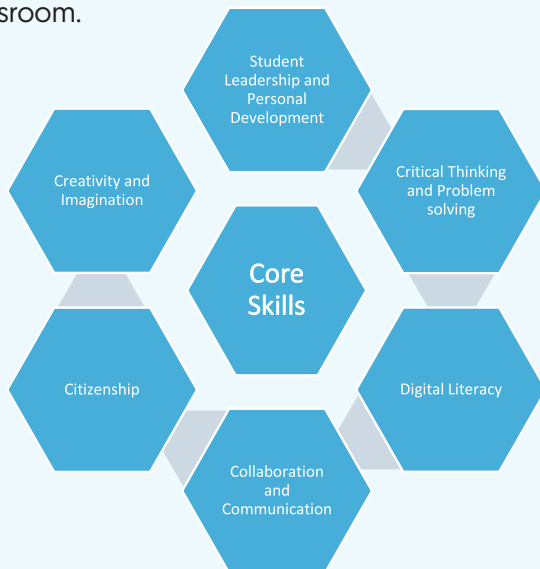 sroom.
Student
Leadership and
Personal
Development
Critical Thinking
and Problem
solving
Creativity and
Imagination
Core
Skills
Citizenship
Digital Literacy
Collaboration
and
Communication